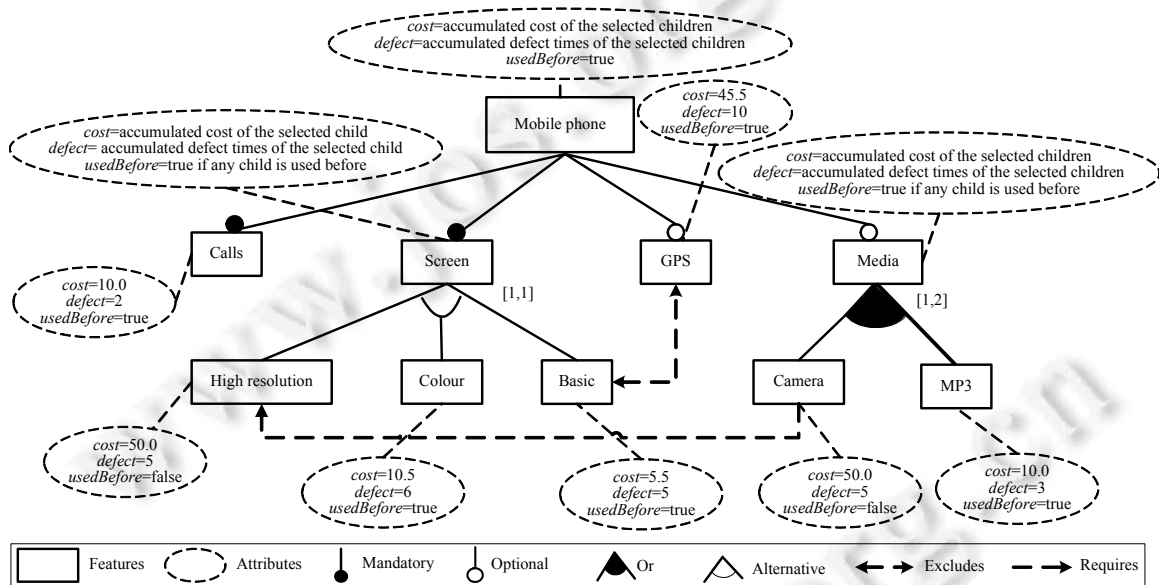 cost=accumulated cost of the selected children
defect=accumulated defect times of the selected children
usedBefore=true
Mobile phone
cost=45.5
defect=10
usedBefore=true
cost=accumulated cost of the selected child
defect= accumulated defect times of the selected child
usedBefore=true if any child is used before
cost=accumulated cost of the selected children
defect=accumulated defect times of the selected children
usedBefore=true if any child is used before
Calls
Screen
GPS
Media
cost=10.0
defect=2
usedBefore=true
[1,1]
[1,2]
High resolution
Colour
Basic
Camera
MP3
cost=50.0
defect=5
usedBefore=false
cost=10.5
defect=6
usedBefore=true
cost=5.5
defect=5
usedBefore=true
cost=50.0
defect=5
usedBefore=false
cost=10.0
defect=3
usedBefore=true
Features
Attributes
Mandatory
Optional
Or
Alternative
Excludes
Requires